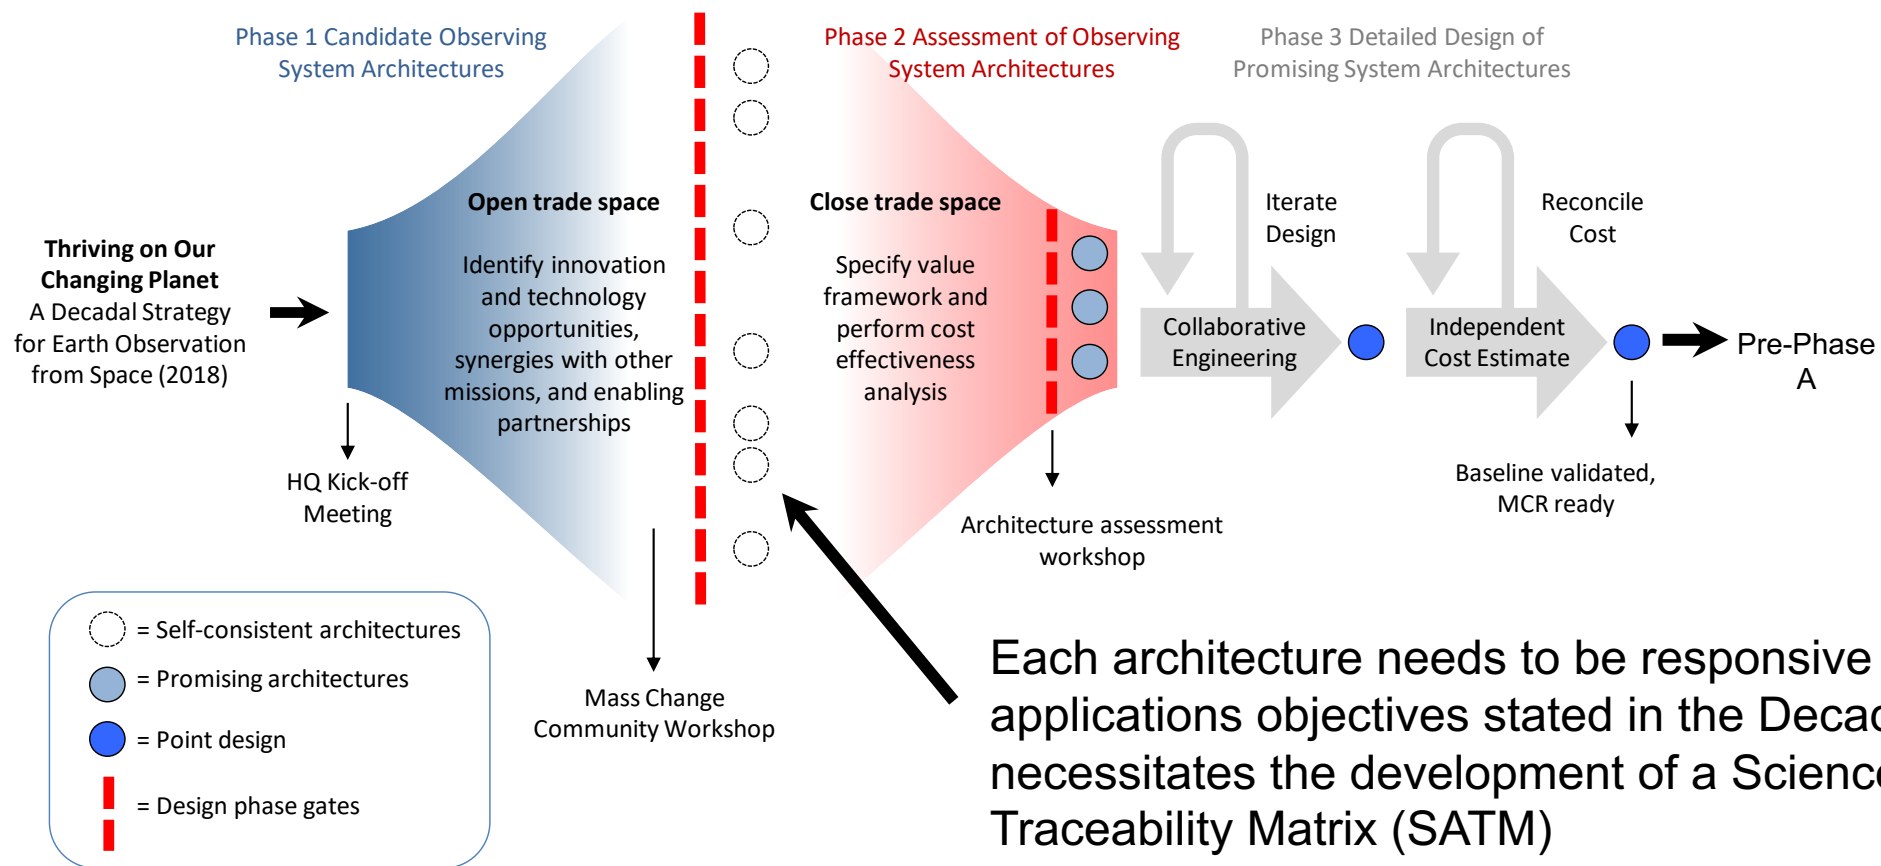 Phase 1 Candidate Observing
System Architectures
Phase 2 Assessment of Observing
System Architectures
Phase 3 Detailed Design of
Promising System Architectures
Thriving on Our
Changing Planet
A Decadal Strategy
for Earth Observation
from Space (2018)
Open trade space
Identify innovation
and technology
opportunities,
synergies with other
missions, and enabling
partnerships
Close trade space
Specify value
framework and
perform cost
effectiveness
analysis
Iterate
Design
Collaborative
Engineering
Reconcile
Cost
Independent
Cost Estimate
Pre-Phase
A
HQ Kick-off
Meeting
Mass Change
Community Workshop
Architecture assessment
workshop
Baseline validated,
MCR ready
= Self-consistent architectures
= Promising architectures
= Point design
= Design phase gates
Each architecture needs to be responsive
applications objectives stated in the Decad
necessitates the development of a Science
Traceability Matrix (SATM)